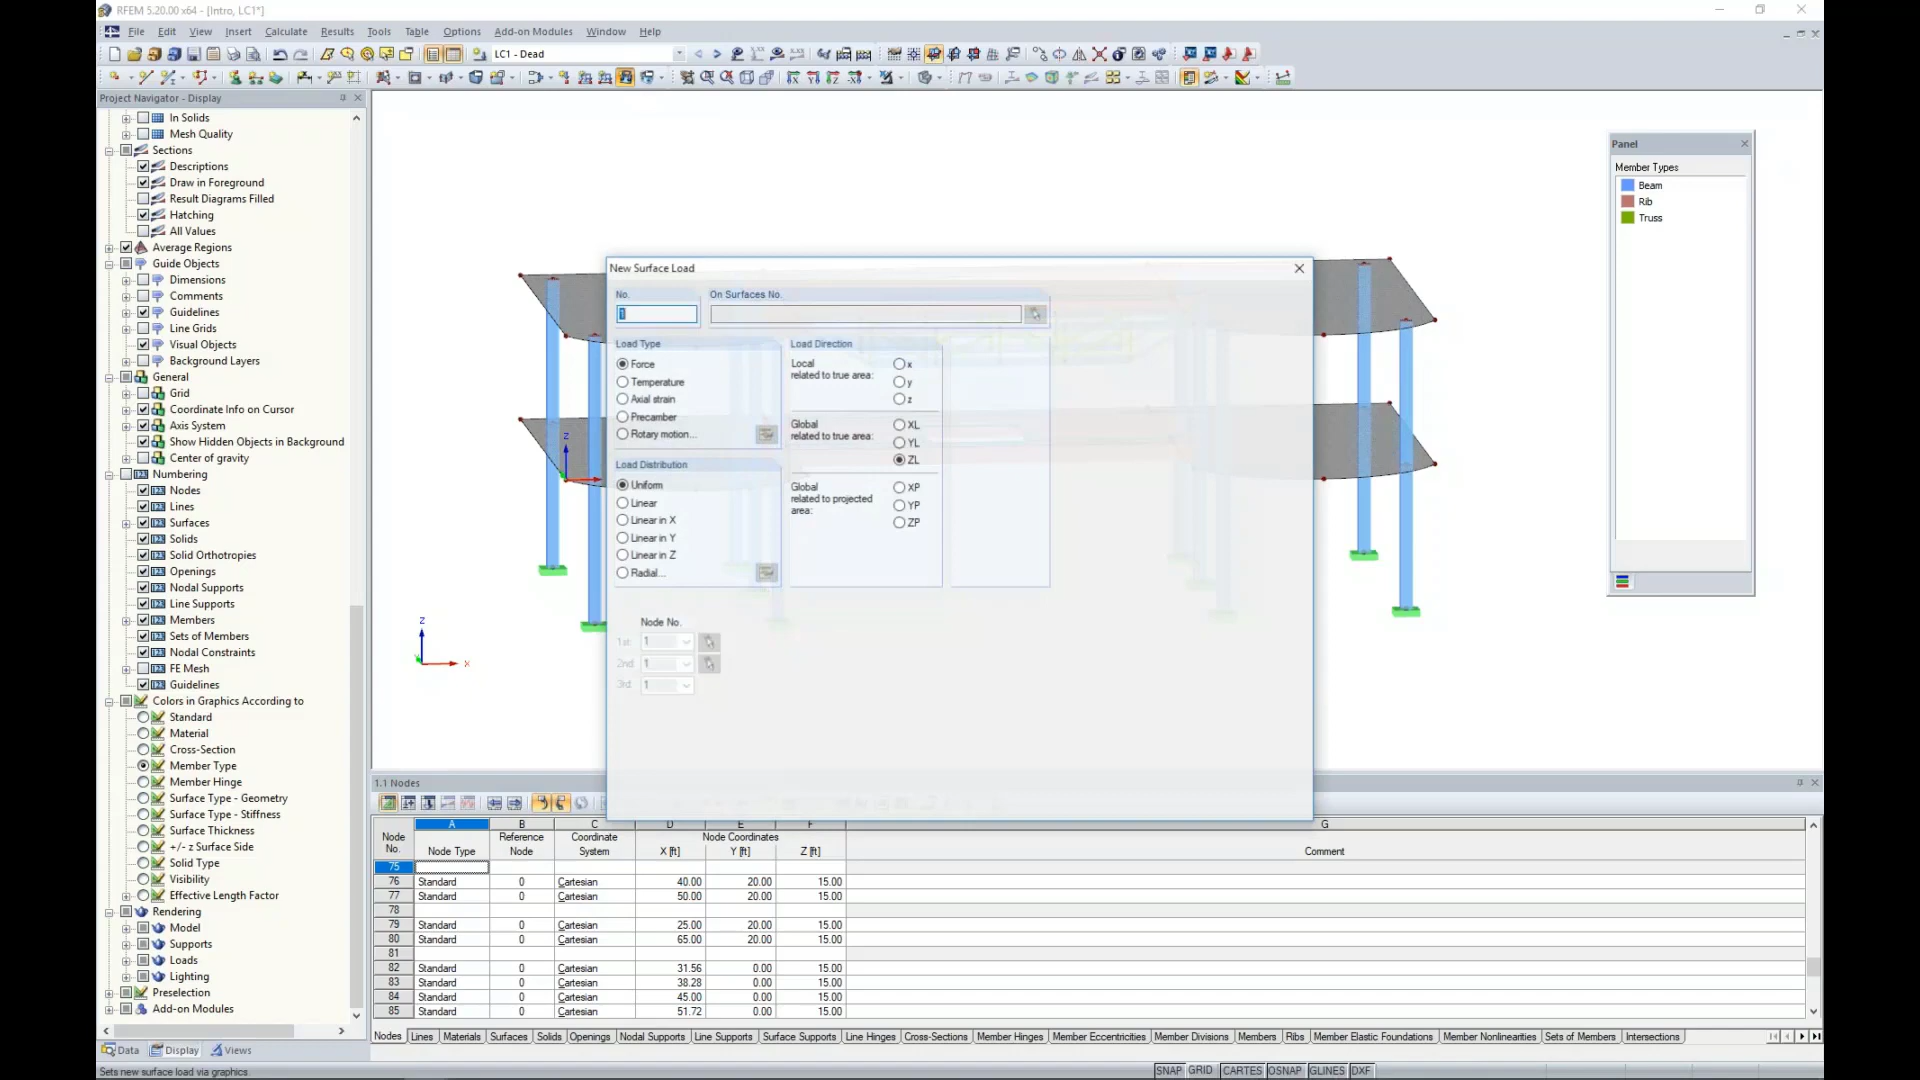 RFEM 5.20.00 x64 - [Intro, LC1*]
File Edit View Insert Calculate Results Tools Table Options Add-on Modules Window Help
LC1 - Dead
Project Navigator - Display
In Solids
Mesh Quality
Sections
Descriptions
Draw in Foreground
Result Diagrams Filled
Hatching
All Values
Average Regions
Guide Objects
Dimensions
Comments
Guidelines
Line Grids
Visual Objects
Background Layers
General
Grid
Coordinate Info on Cursor
Axis System
Show Hidden Objects in Background
Center of gravity
Numbering
Nodes
Lines
Surfaces
Solids
Solid Orthotropies
Openings
Nodal Supports
Line Supports
Members
Sets of Members
Nodal Constraints
FE Mesh
Guidelines
Colors in Graphics According to
Standard
Material
Cross-Section
Member Type
Member Hinge
Surface Type - Geometry
Surface Type - Stiffness
Surface Thickness
+/- z Surface Side
Solid Type
Visibility
Effective Length Factor
Rendering
Model
Supports
Loads
Lighting
Preselection
Add-on Modules
Data Display Views
Sets new surface load via graphics
Z
X
Z
New Surface Load
No.
On Surfaces No.
1
Load Type
Force
Temperature
Axial strain
Precamber
Rotary motion...
Load Distribution
Uniform
Linear
Linear in X
Linear in Y
Linear in Z
Radial...
Load Direction
Local
related to true area:
x
y
z
Global
related to true area:
XL
YL
ZL
Global
related to projected
area:
XP
YP
ZP
Node No.
1st: 1
2nd: 1
3rd: 1
Panel
Member Types
Beam
Rib
Truss
1.1 Nodes
A B C D E F G
Node Reference Coordinate Node Coordinates
No. Node Type Node System X [ft] Y [ft] Z [ft] Comment
75
76 Standard 0 Cartesian 40.00 20.00 15.00
77 Standard 0 Cartesian 50.00 20.00 15.00
78
79 Standard 0 Cartesian 25.00 20.00 15.00
80 Standard 0 Cartesian 65.00 20.00 15.00
81
82 Standard 0 Cartesian 31.56 0.00 15.00
83 Standard 0 Cartesian 38.28 0.00 15.00
84 Standard 0 Cartesian 45.00 0.00 15.00
85 Standard 0 Cartesian 51.72 0.00 15.00
Nodes Lines Materials Surfaces Solids Openings Nodal Supports Line Supports Surface Supports Line Hinges Cross-Sections Member Hinges Member Eccentricities Member Divisions Members Ribs Member Elastic Foundations Member Nonlinearities Sets of Members Intersections
SNAP GRID CARTES OSNAP GLINES DXF